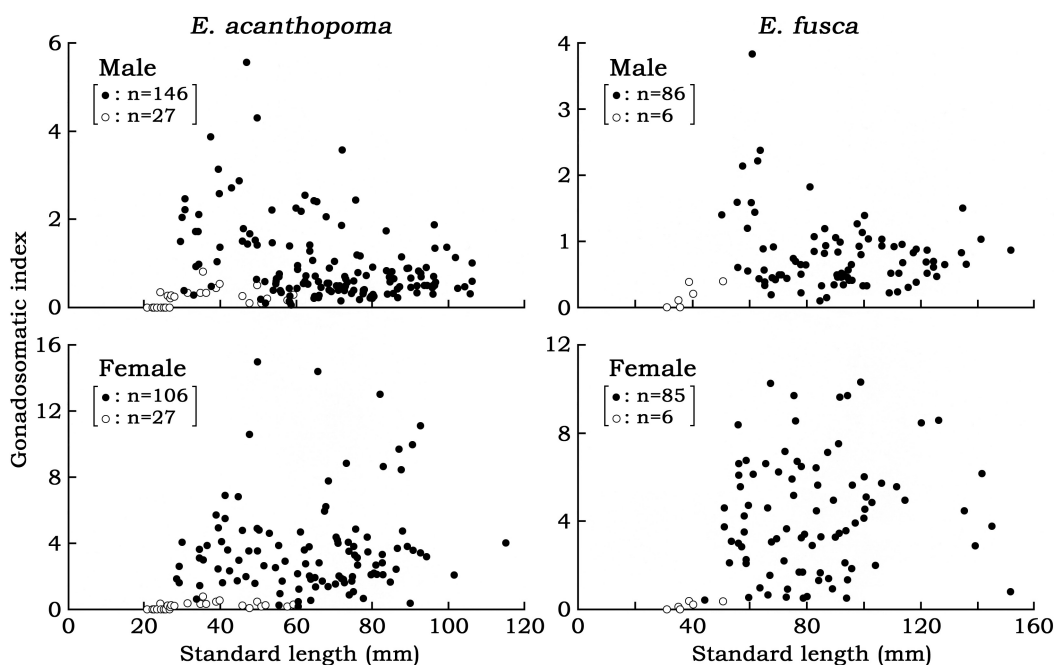 E. acanthopoma
E. fusca
Gonadosomatic index
6
4
2
0
Male
● : n=146
○ : n=27
4
3
2
1
0
Male
● : n=86
○ : n=6
16
12
8
4
0
Female
● : n=106
○ : n=27
12
8
4
0
Female
● : n=85
○ : n=6
0 20 40 60 80 100 120
0 40 80 120 160
Standard length (mm)
Standard length (mm)